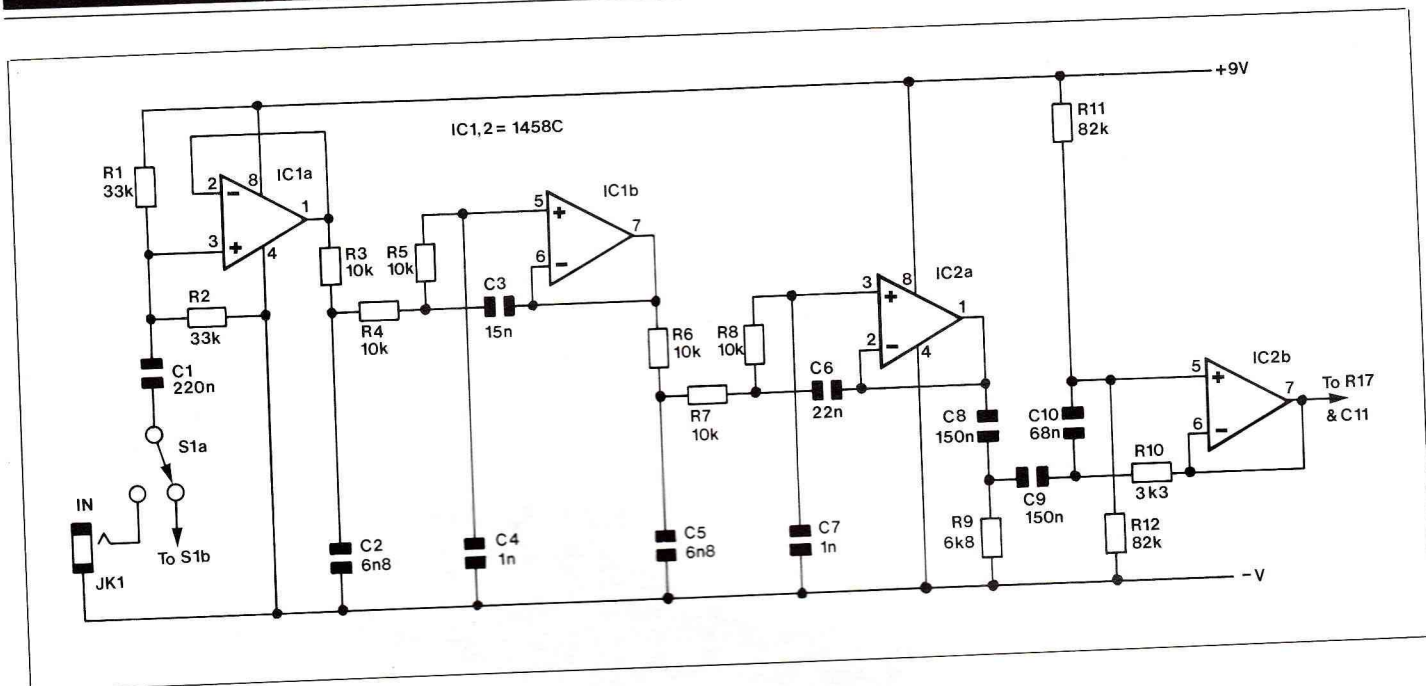 +9V
IC1,2 = 1458C
R11
82k
R1
33k
2
8
IC1a
1
3
4
R3
10k
R5
10k
5
IC1b
7
6
C3
15n
R4
10k
R2
33k
C1
220n
S1a
IN
JK1
To S1b
C2
6n8
C4
1n
R6
10k
R8
10k
3
8
IC2a
1
2
4
R7
10k
C6
22n
C5
6n8
C7
1n
C8
150n
C10
68n
5
IC2b
7
6
To R17
& C11
R10
3k3
C9
150n
R9
6k8
R12
82k
−V